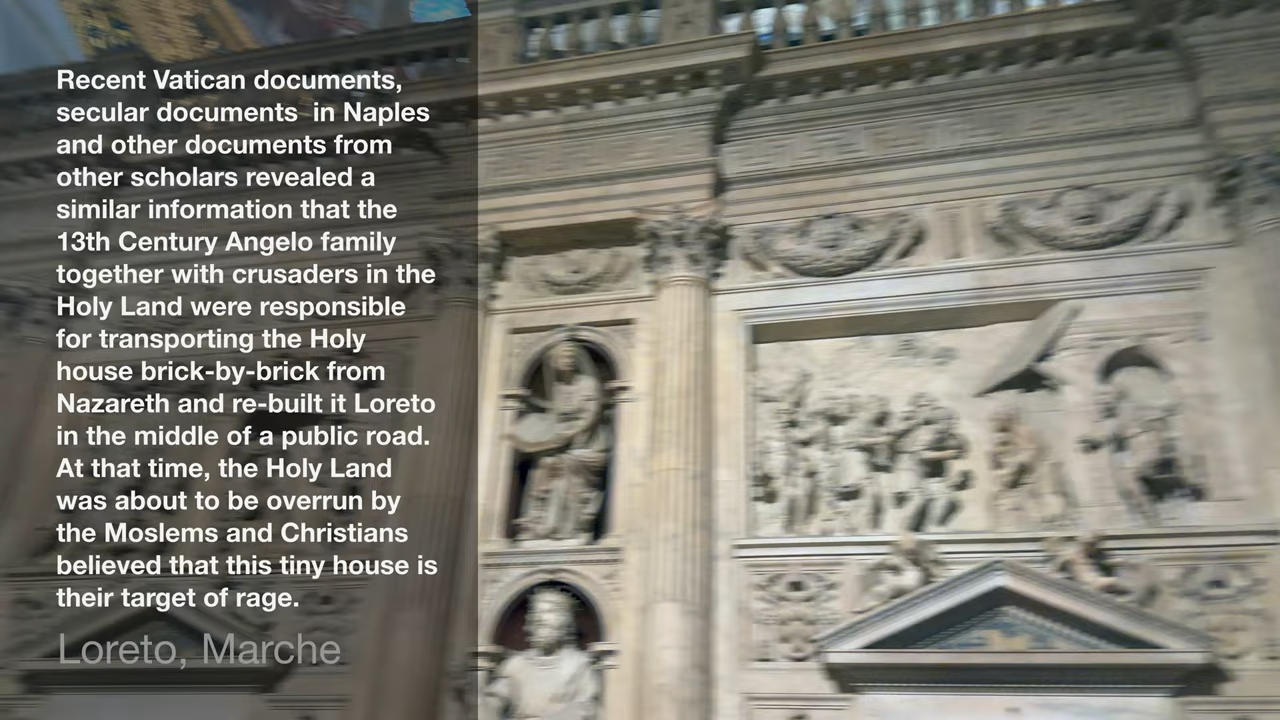 Recent Vatican documents,
secular documents  in Naples
and other documents from
other scholars revealed a
similar information that the
13th Century Angelo family
together with crusaders in the
Holy Land were responsible
for transporting the Holy
house brick-by-brick from
Nazareth and re-built it Loreto
in the middle of a public road.
At that time, the Holy Land
was about to be overrun by
the Moslems and Christians
believed that this tiny house is
their target of rage.
Loreto, Marche